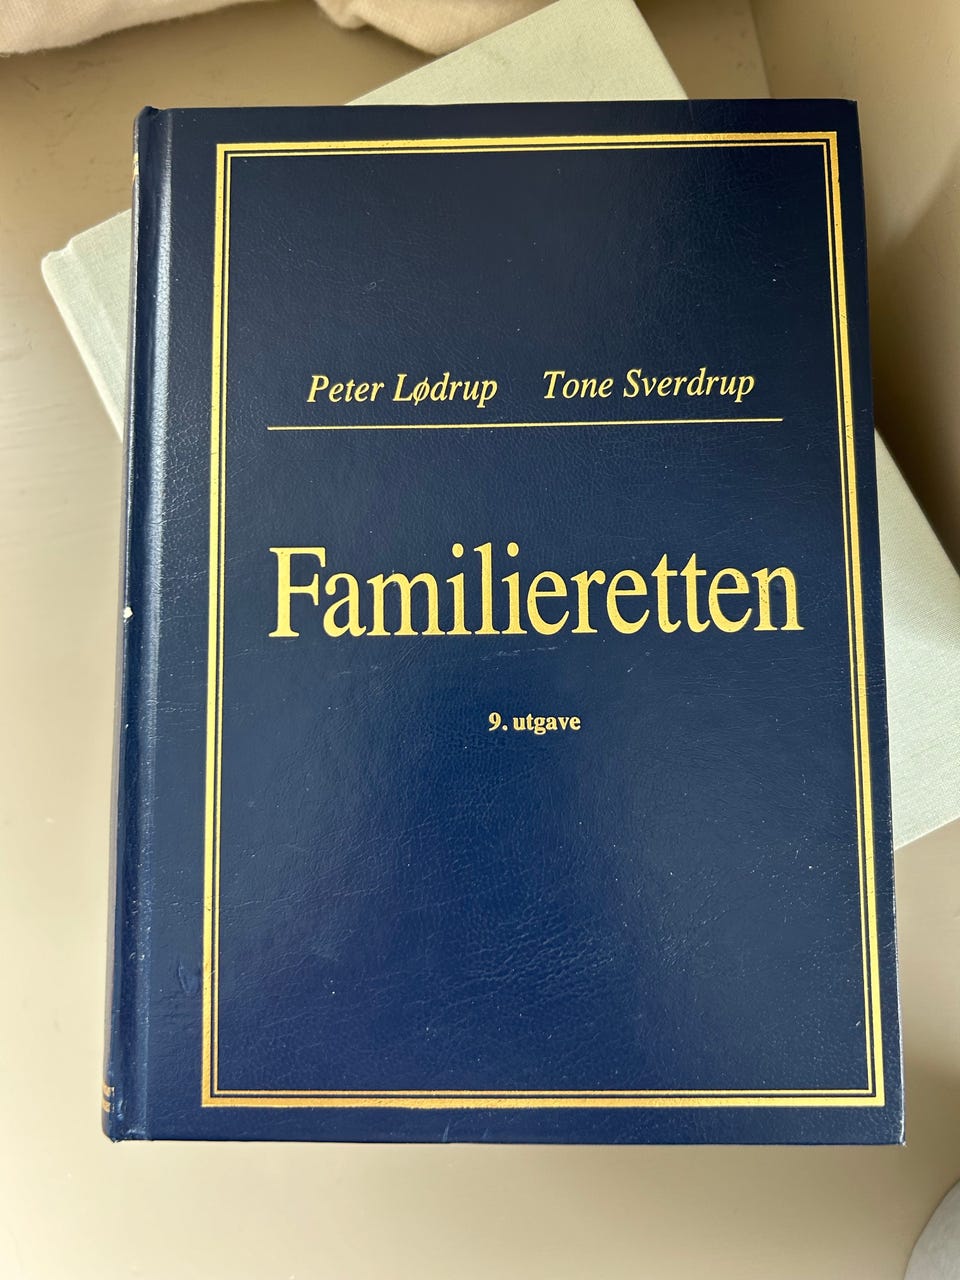 Peter Lødrup Tone Sverdrup
Familieretten
9. utgave